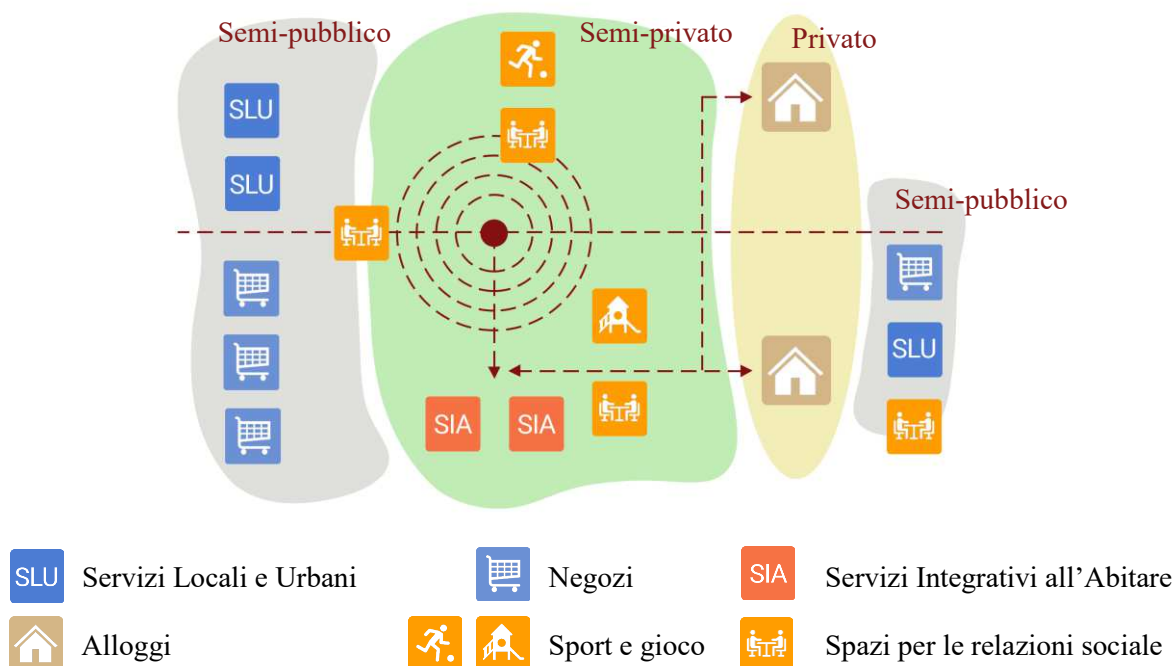 Semi-pubblico
Semi-privato
Privato
SLU
SLU
Semi-pubblico
SLU
SIA
SIA
SLU Servizi Locali e Urbani
Negozi
SIA Servizi Integrativi all’Abitare
Alloggi
Sport e gioco
Spazi per le relazioni sociale